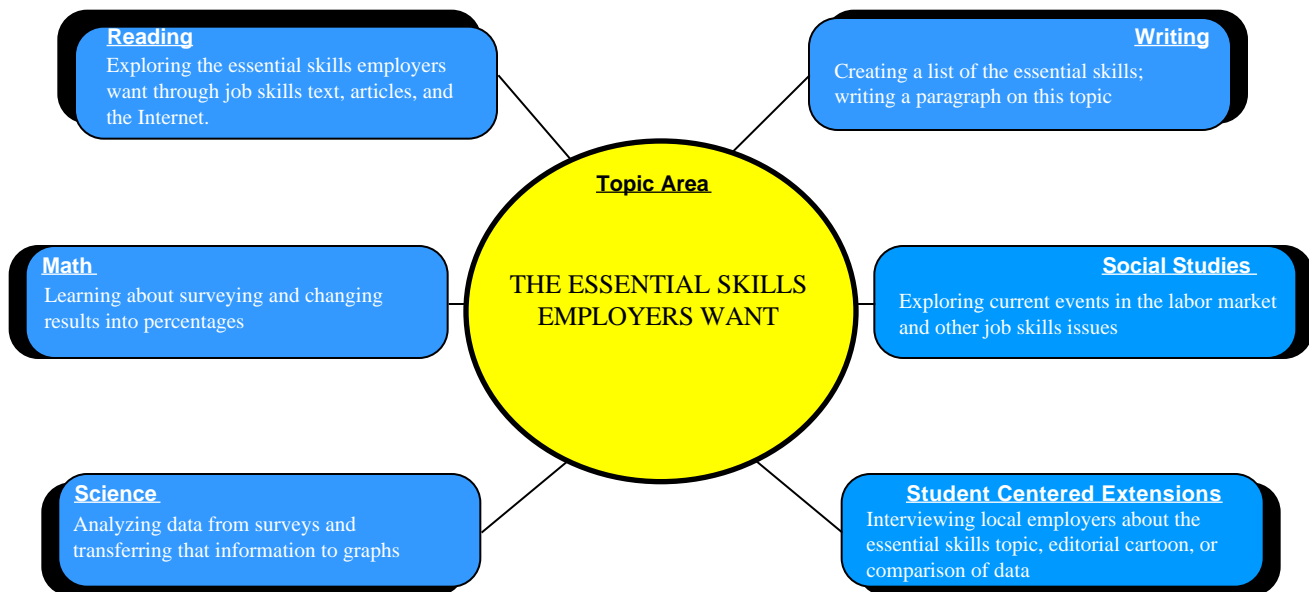 Reading
Exploring the essential skills employers
want through job skills text, articles, and
the Internet.
Writing
Creating a list of the essential skills;
writing a paragraph on this topic
Topic Area
THE ESSENTIAL SKILLS
EMPLOYERS WANT
Math
Learning about surveying and changing
results into percentages
Social Studies
Exploring current events in the labor market
and other job skills issues
Science
Analyzing data from surveys and
transferring that information to graphs
Student Centered Extensions
Interviewing local employers about the
essential skills topic, editorial cartoon, or
comparison of data